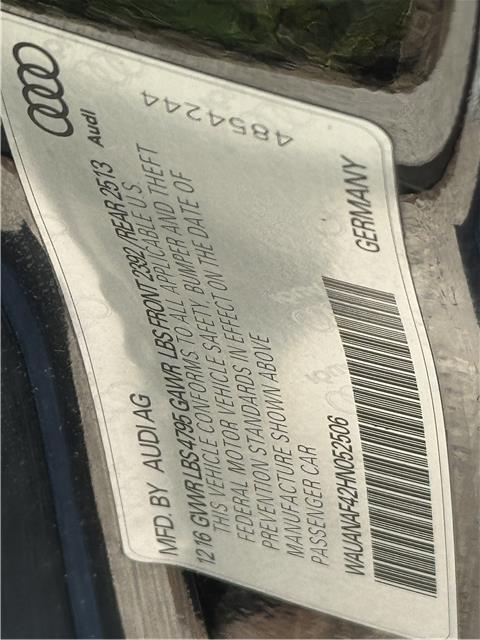 MFD. BY AUDI AG
12 16 GVWR LBS 4795 GAWR LBS FRONT 2392 /REAR 2513
THIS VEHICLE CONFORMS TO ALL APPLICABLE U.S.
FEDERAL MOTOR VEHICLE SAFETY, BUMPER AND THEFT
PREVENTION STANDARDS IN EFFECT ON THE DATE OF
MANUFACTURE SHOWN ABOVE
PASSENGER CAR
WAUANAF42HN052506
GERMANY
Audi
4854244